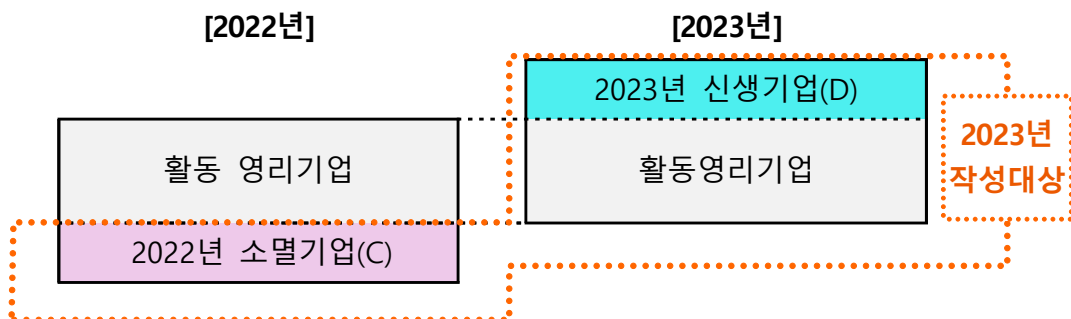 [2022년]
[2023년]
2023년 신생기업(D)
활동 영리기업
활동영리기업
2023년
작성대상
2022년 소멸기업(C)